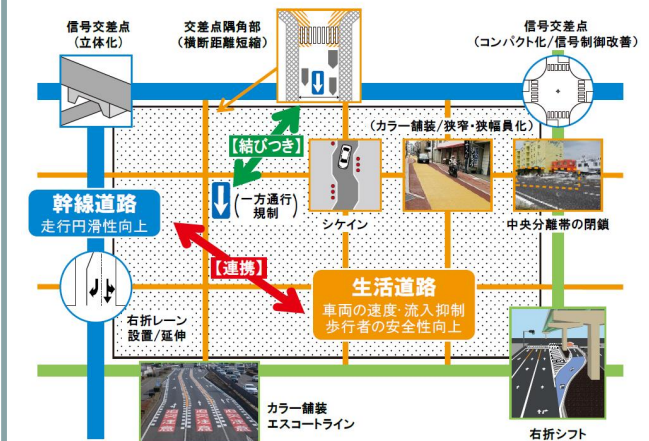 信号交差点
(立体化)
交差点隅角部
(横断距離短縮)
信号交差点
(コンパクト化/信号制御改善)
【結びつき】
(カラー舗装/狭窄・狭幅員化)
(一方通行
規制)
シケイン
中央分離帯の閉鎖
幹線道路
走行円滑性向上
【連携】
生活道路
車両の速度・流入抑制
歩行者の安全性向上
右折レーン
設置/延伸
カラー舗装
エスコートライン
右折シフト